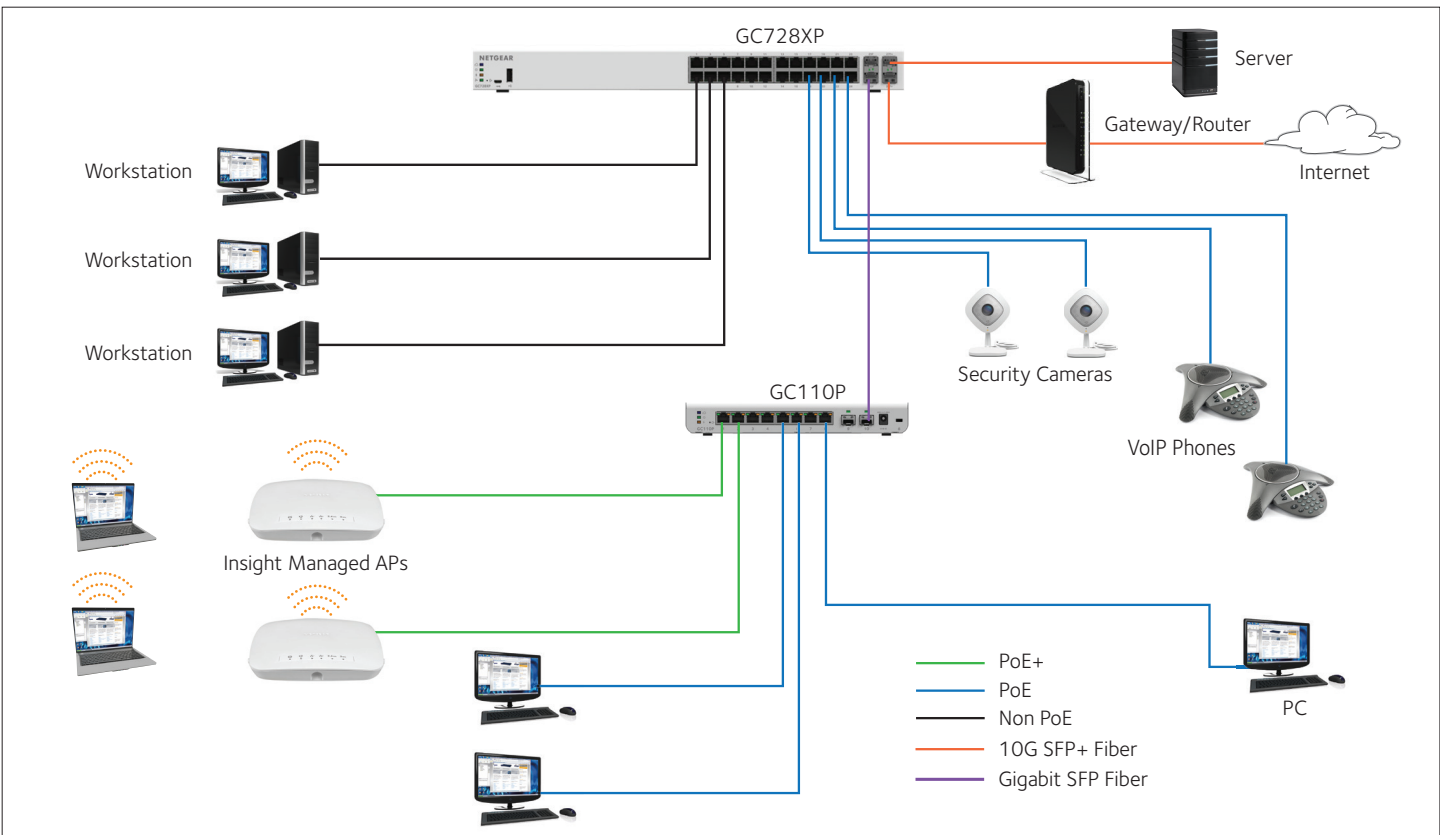 GC728XP
NETGEAR
Server
Gateway/Router
Internet
Workstation
Workstation
Workstation
Security Cameras
GC110P
VoIP Phones
Insight Managed APs
PoE+
PoE
Non PoE
10G SFP+ Fiber
Gigabit SFP Fiber
PC